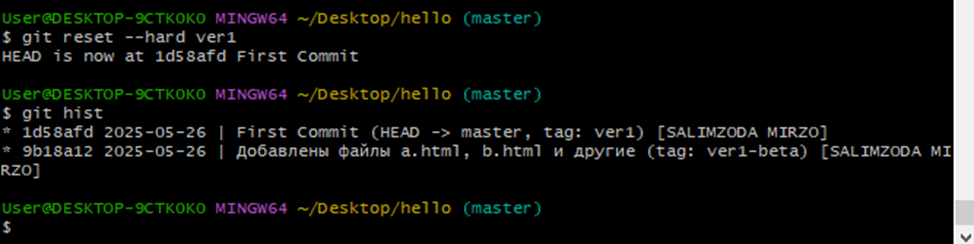 User@DESKTOP-9CTKOKO MINGW64 ~/Desktop/hello (master)
$ git reset --hard ver1
HEAD is now at 1d58afd First Commit
User@DESKTOP-9CTKOKO MINGW64 ~/Desktop/hello (master)
$ git hist
* 1d58afd 2025-05-26 | First Commit (HEAD -> master, tag: ver1) [SALIMZODA MIRZO]
* 9b18a12 2025-05-26 | Добавлены файлы a.html, b.html и другие (tag: ver1-beta) [SALIMZODA MI
RZO]
User@DESKTOP-9CTKOKO MINGW64 ~/Desktop/hello (master)
$